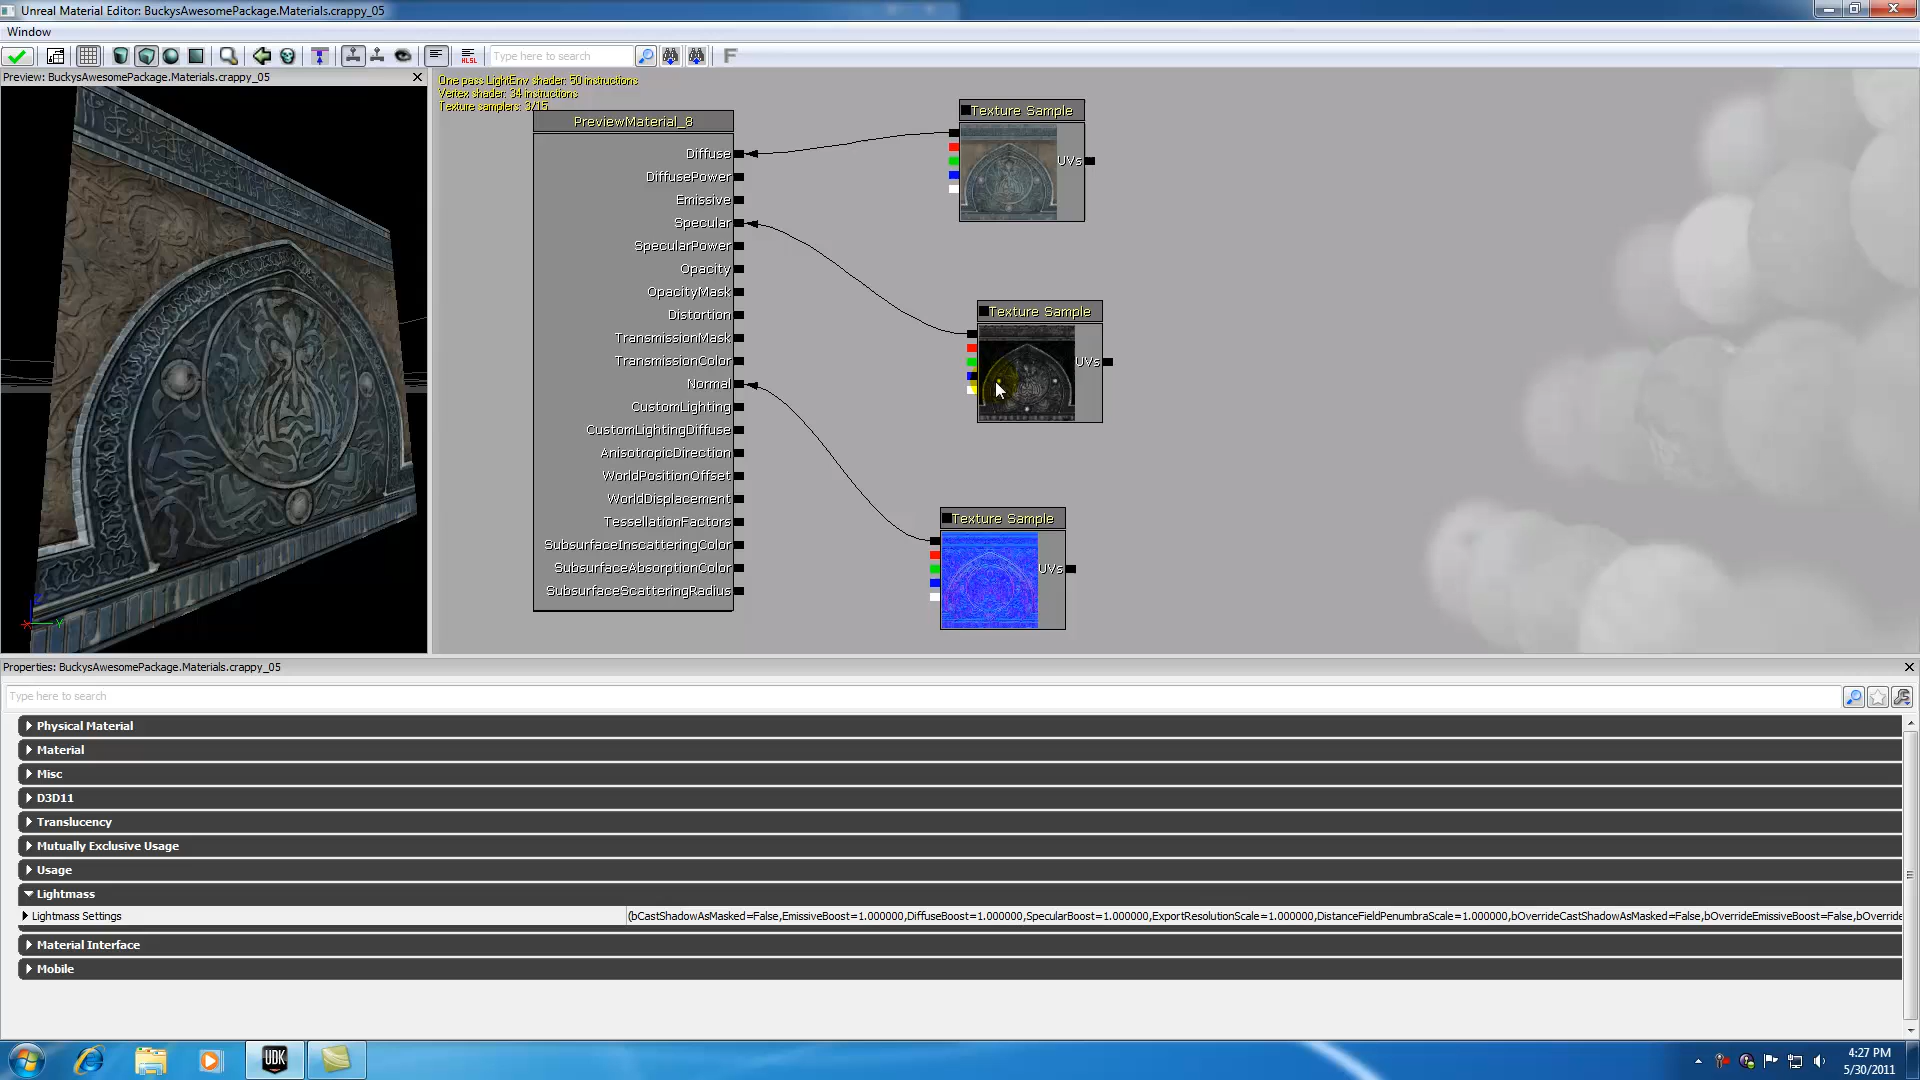 Unreal Material Editor: BuckysAwesomePackage.Materials.crappy_05
Window
HLSL
Type here to search
F
Preview: BuckysAwesomePackage.Materials.crappy_05
One pass LightEnv shader: 50 instructions
Vertex shader: 34 instructions
Texture samplers: 3/15
PreviewMaterial_8
Diffuse
DiffusePower
Emissive
Specular
SpecularPower
Opacity
OpacityMask
Distortion
TransmissionMask
TransmissionColor
Normal
CustomLighting
CustomLightingDiffuse
AnisotropicDirection
WorldPositionOffset
WorldDisplacement
TessellationFactors
SubsurfaceInscatteringColor
SubsurfaceAbsorptionColor
SubsurfaceScatteringRadius
Texture Sample
UVs
Texture Sample
UVs
Texture Sample
UVs
Z
X
Y
Properties: BuckysAwesomePackage.Materials.crappy_05
Type here to search
Physical Material
Material
Misc
D3D11
Translucency
Mutually Exclusive Usage
Usage
Lightmass
Lightmass Settings
(bCastShadowAsMasked=False,EmissiveBoost=1.000000,DiffuseBoost=1.000000,SpecularBoost=1.000000,ExportResolutionScale=1.000000,DistanceFieldPenumbraScale=1.000000,bOverrideCastShadowAsMasked=False,bOverrideEmissiveBoost=False,bOverride
Material Interface
Mobile
UDK
4:27 PM
5/30/2011